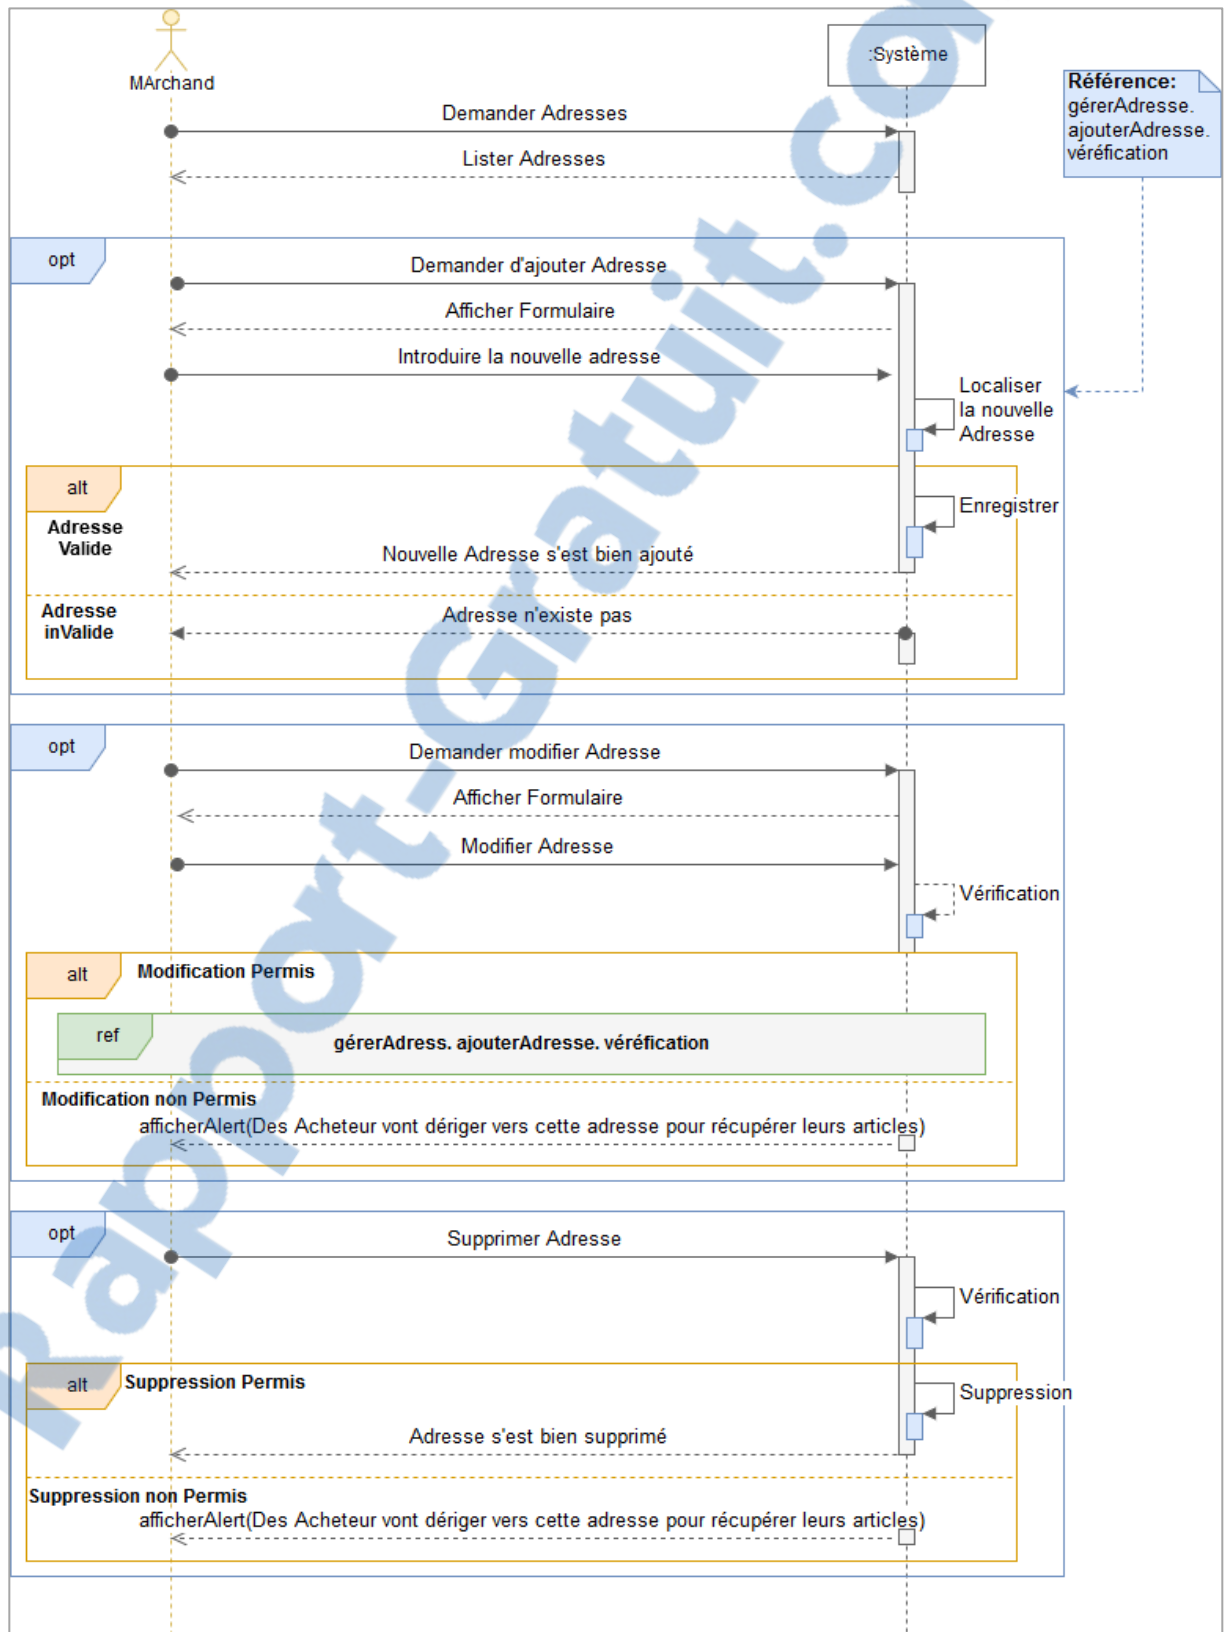 MArchand
:Système
Référence:
gérerAdresse.
ajouterAdresse.
véréfication
Demander Adresses
Lister Adresses
opt
Demander d'ajouter Adresse
Afficher Formulaire
Introduire la nouvelle adresse
Localiser
la nouvelle
Adresse
alt
Adresse
Valide
Enregistrer
Nouvelle Adresse s'est bien ajouté
Adresse
inValide
Adresse n'existe pas
opt
Demander modifier Adresse
Afficher Formulaire
Modifier Adresse
Vérification
alt
Modification Permis
ref
gérerAdress. ajouterAdresse. véréfication
Modification non Permis
afficherAlert(Des Acheteur vont dériger vers cette adresse pour récupérer leurs articles)
opt
Supprimer Adresse
Vérification
alt
Suppression Permis
Suppression
Adresse s'est bien supprimé
Suppression non Permis
afficherAlert(Des Acheteur vont dériger vers cette adresse pour récupérer leurs articles)
Rapport-Gratuit.co